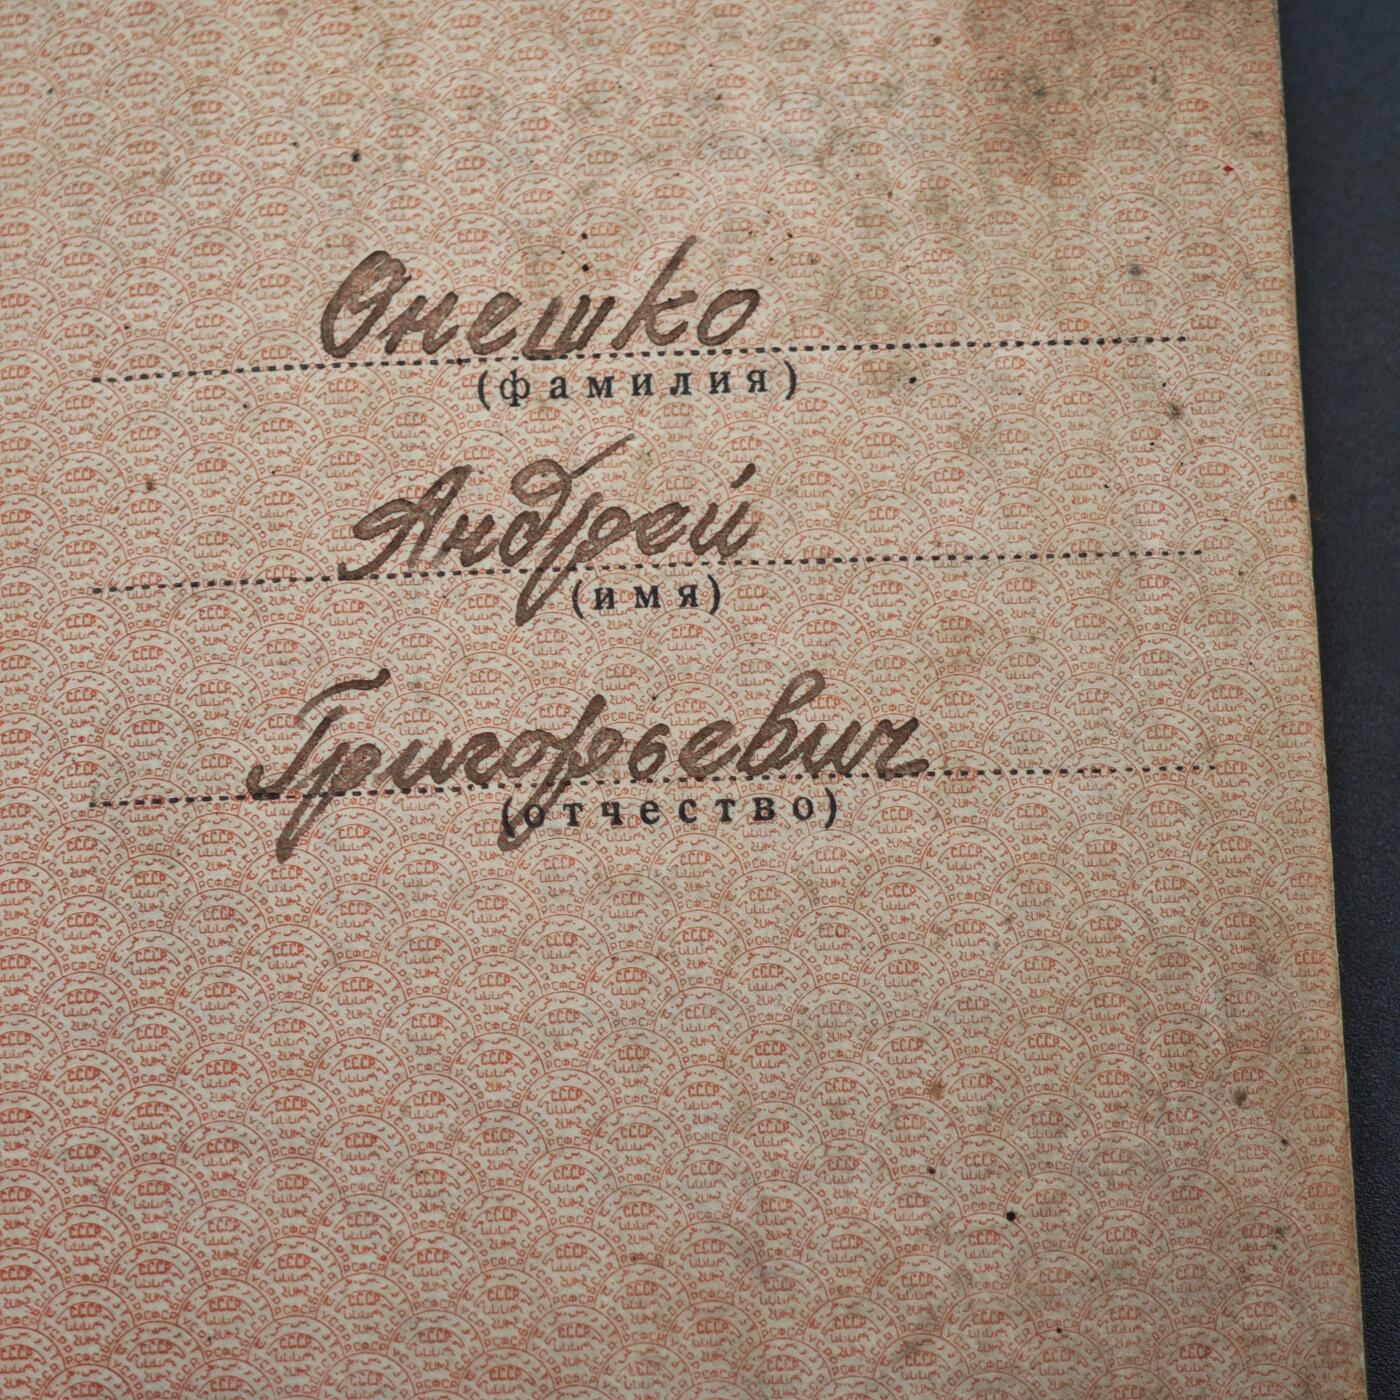 Онешко
(фамилия)
Андрей
(имя)
Григорьевич
(отчество)